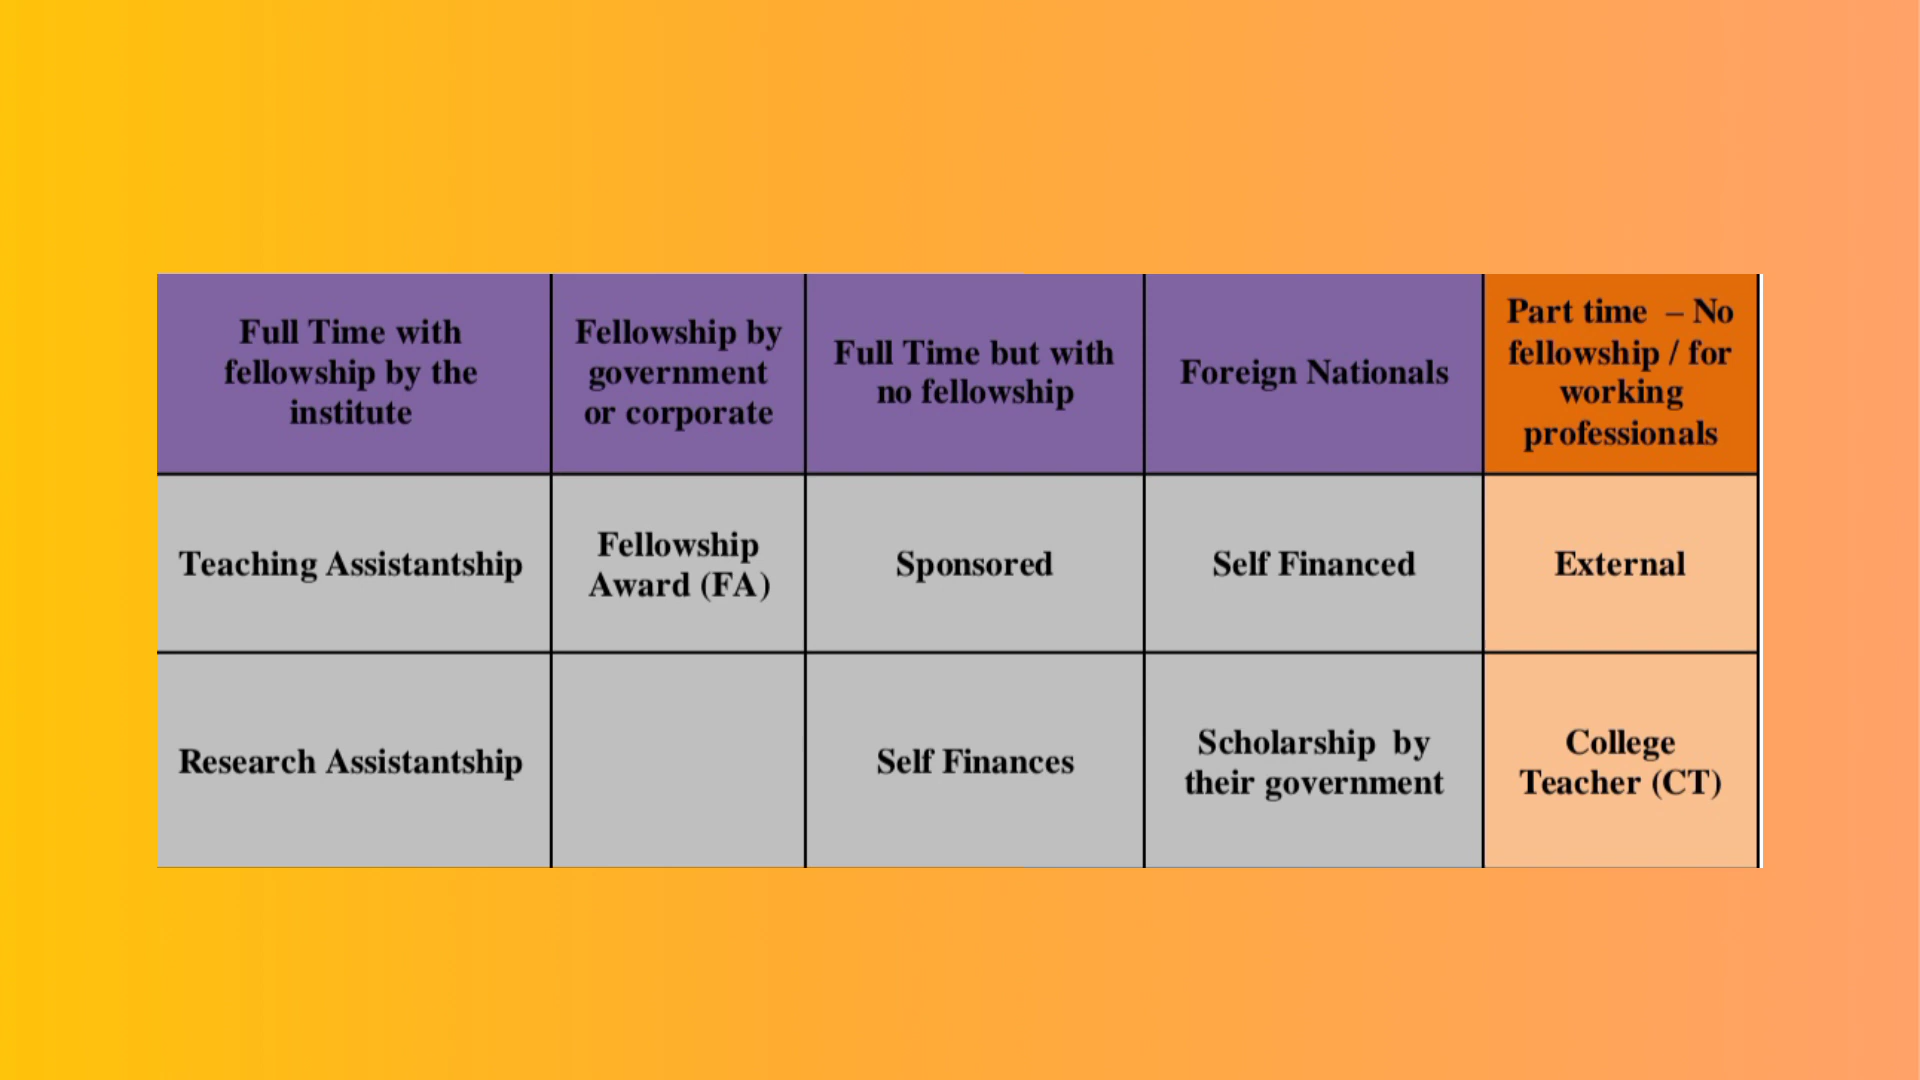 Full Time with
fellowship by the
institute
Fellowship by
government
or corporate
Full Time but with
no fellowship
Foreign Nationals
Part time – No
fellowship / for
working
professionals
Teaching Assistantship
Fellowship
Award (FA)
Sponsored
Self Financed
External
Research Assistantship
Self Finances
Scholarship by
their government
College
Teacher (CT)